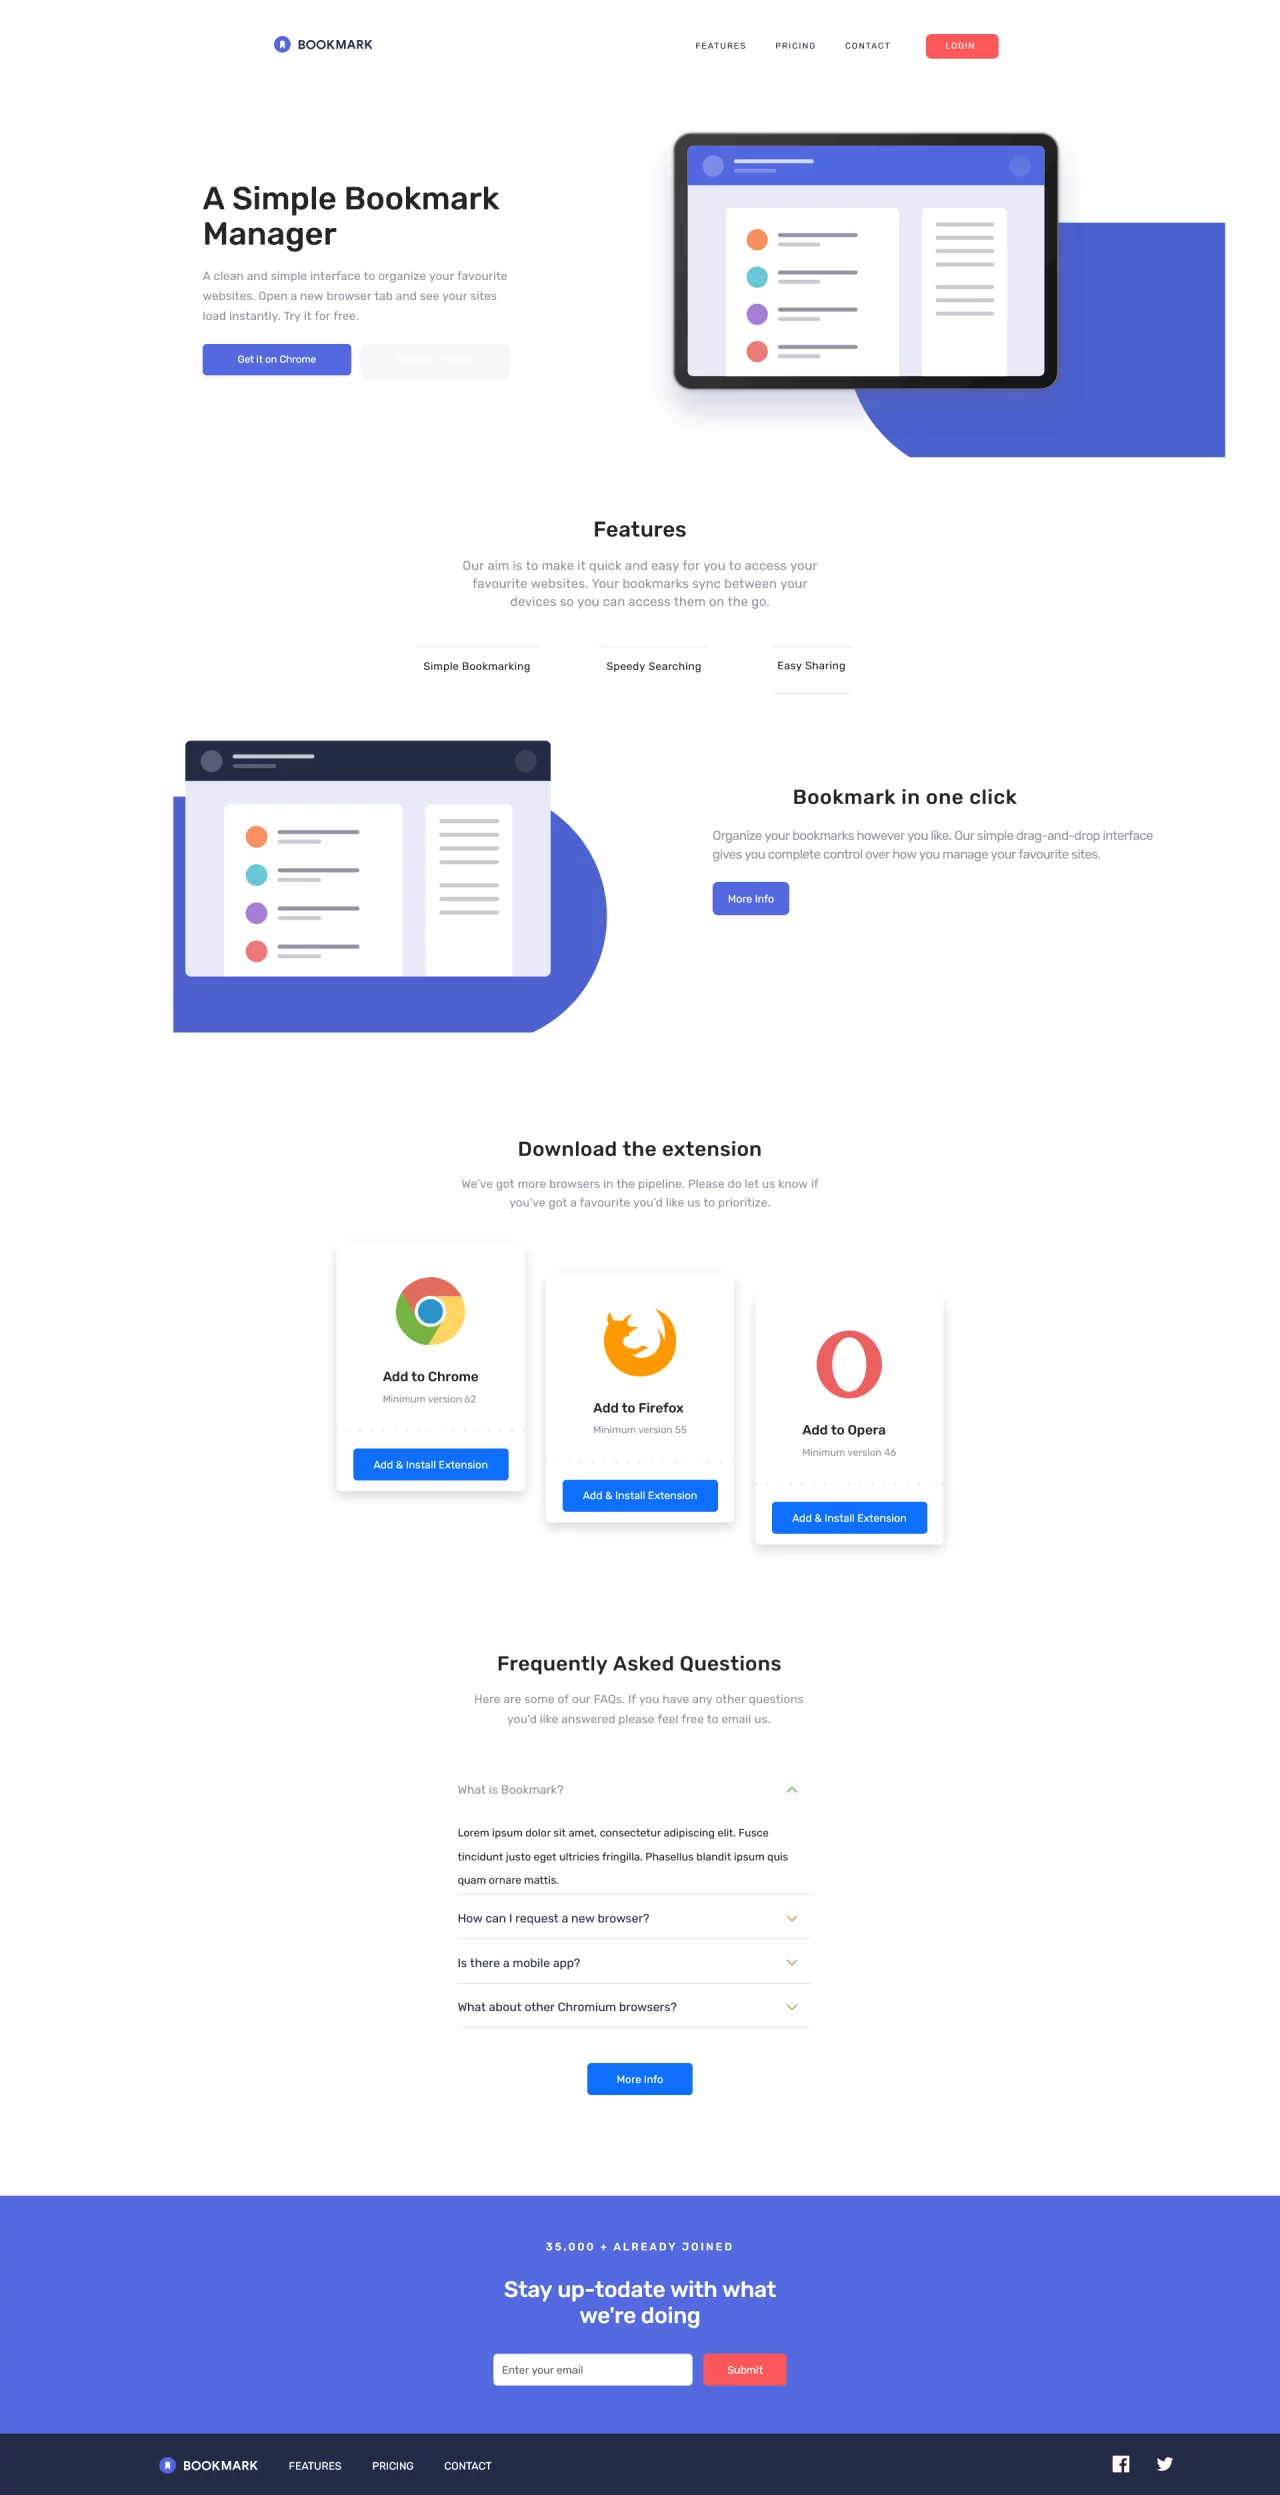 BOOKMARK
FEATURES
PRICING
CONTACT
LOGIN
A Simple Bookmark
Manager
A clean and simple interface to organize your favourite
websites. Open a new browser tab and see your sites
load instantly. Try it for free.
Get it on Chrome
Features
Our aim is to make it quick and easy for you to access your
favourite websites. Your bookmarks sync between your
devices so you can access them on the go.
Simple Bookmarking
Speedy Searching
Easy Sharing
Bookmark in one click
Organize your bookmarks however you like. Our simple drag-and-drop interface
gives you complete control over how you manage your favourite sites.
More Info
Download the extension
We've got more browsers in the pipeline. Please do let us know if
you've got a favourite you'd like us to prioritize.
Add to Chrome
Minimum version 62
Add & Install Extension
Add to Firefox
Minimum version 55
Add & Install Extension
Add to Opera
Minimum version 46
Add & Install Extension
Frequently Asked Questions
Here are some of our FAQs. If you have any other questions
you'd like answered please feel free to email us.
What is Bookmark?
Lorem ipsum dolor sit amet, consectetur adipiscing elit. Fusce
tincidunt justo eget ultricies fringilla. Phasellus blandit ipsum quis
quam ornare mattis.
How can I request a new browser?
Is there a mobile app?
What about other Chromium browsers?
More Info
35,000 + ALREADY JOINED
Stay up-todate with what
we're doing
Enter your email
Submit
BOOKMARK
FEATURES
PRICING
CONTACT